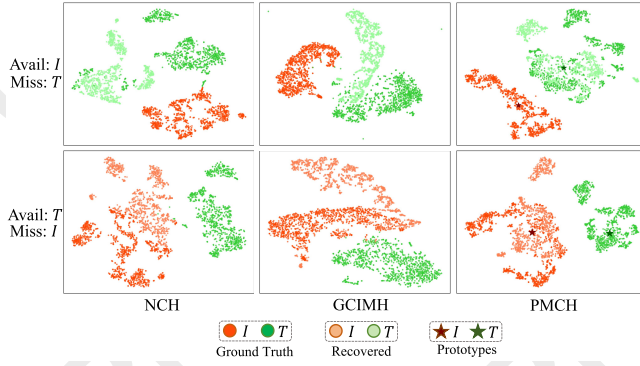 Avail: I
Miss: T
Avail: T
Miss: I
NCH GCIMH PMCH
I T I T I T
Ground Truth Recovered Prototypes